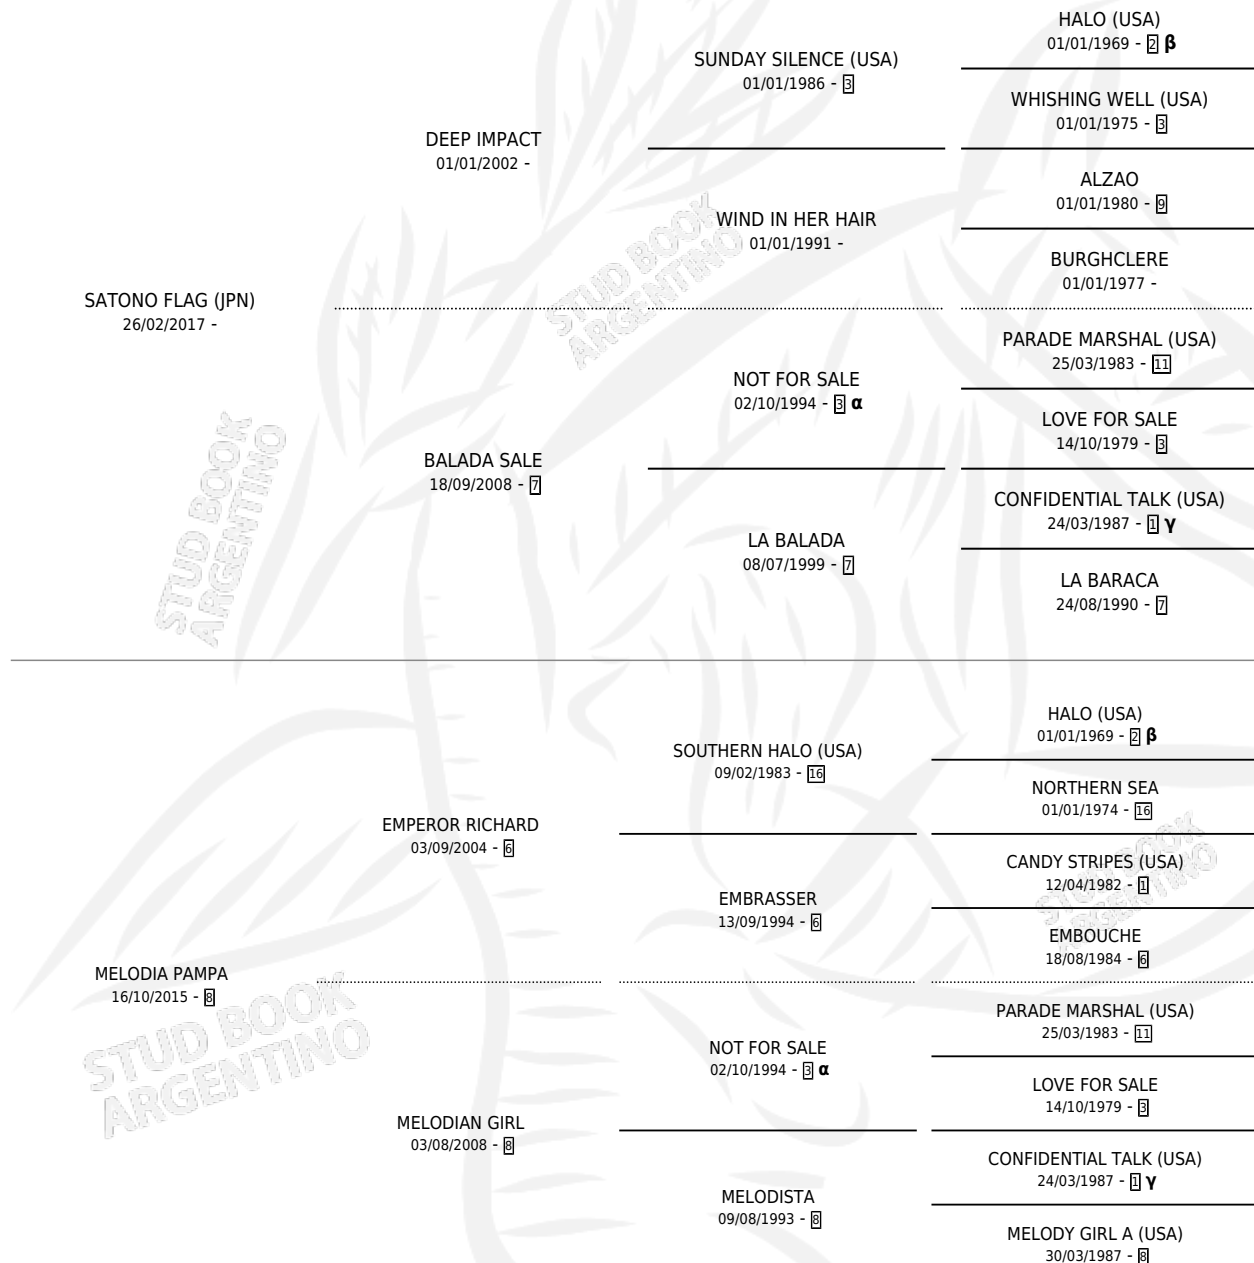 HALO (USA)
01/01/1969 - 2 β
SUNDAY SILENCE (USA)
01/01/1986 - 3
WHISHING WELL (USA)
01/01/1975 - 3
DEEP IMPACT
01/01/2002 -
ALZAO
01/01/1980 - 9
WIND IN HER HAIR
01/01/1991 -
BURGHCLERE
01/01/1977 -
SATONO FLAG (JPN)
26/02/2017 -
PARADE MARSHAL (USA)
25/03/1983 - 11
NOT FOR SALE
02/10/1994 - 3 α
LOVE FOR SALE
14/10/1979 - 3
BALADA SALE
18/09/2008 - 7
CONFIDENTIAL TALK (USA)
24/03/1987 - 1 γ
LA BALADA
08/07/1999 - 7
LA BARACA
24/08/1990 - 7
HALO (USA)
01/01/1969 - 2 β
SOUTHERN HALO (USA)
09/02/1983 - 16
NORTHERN SEA
01/01/1974 - 16
EMPEROR RICHARD
03/09/2004 - 6
CANDY STRIPES (USA)
12/04/1982 - 1
EMBRASSER
13/09/1994 - 6
EMBOUCHE
18/08/1984 - 6
MELODIA PAMPA
16/10/2015 - 8
PARADE MARSHAL (USA)
25/03/1983 - 11
NOT FOR SALE
02/10/1994 - 3 α
LOVE FOR SALE
14/10/1979 - 3
MELODIAN GIRL
03/08/2008 - 8
CONFIDENTIAL TALK (USA)
24/03/1987 - 1 γ
MELODISTA
09/08/1993 - 8
MELODY GIRL A (USA)
30/03/1987 - 8
STUD BOOK
ARGENTINO
STUD BOOK
ARGENTINO
STUD BOOK
ARGENTINO
STUD BOOK
ARGENTINO